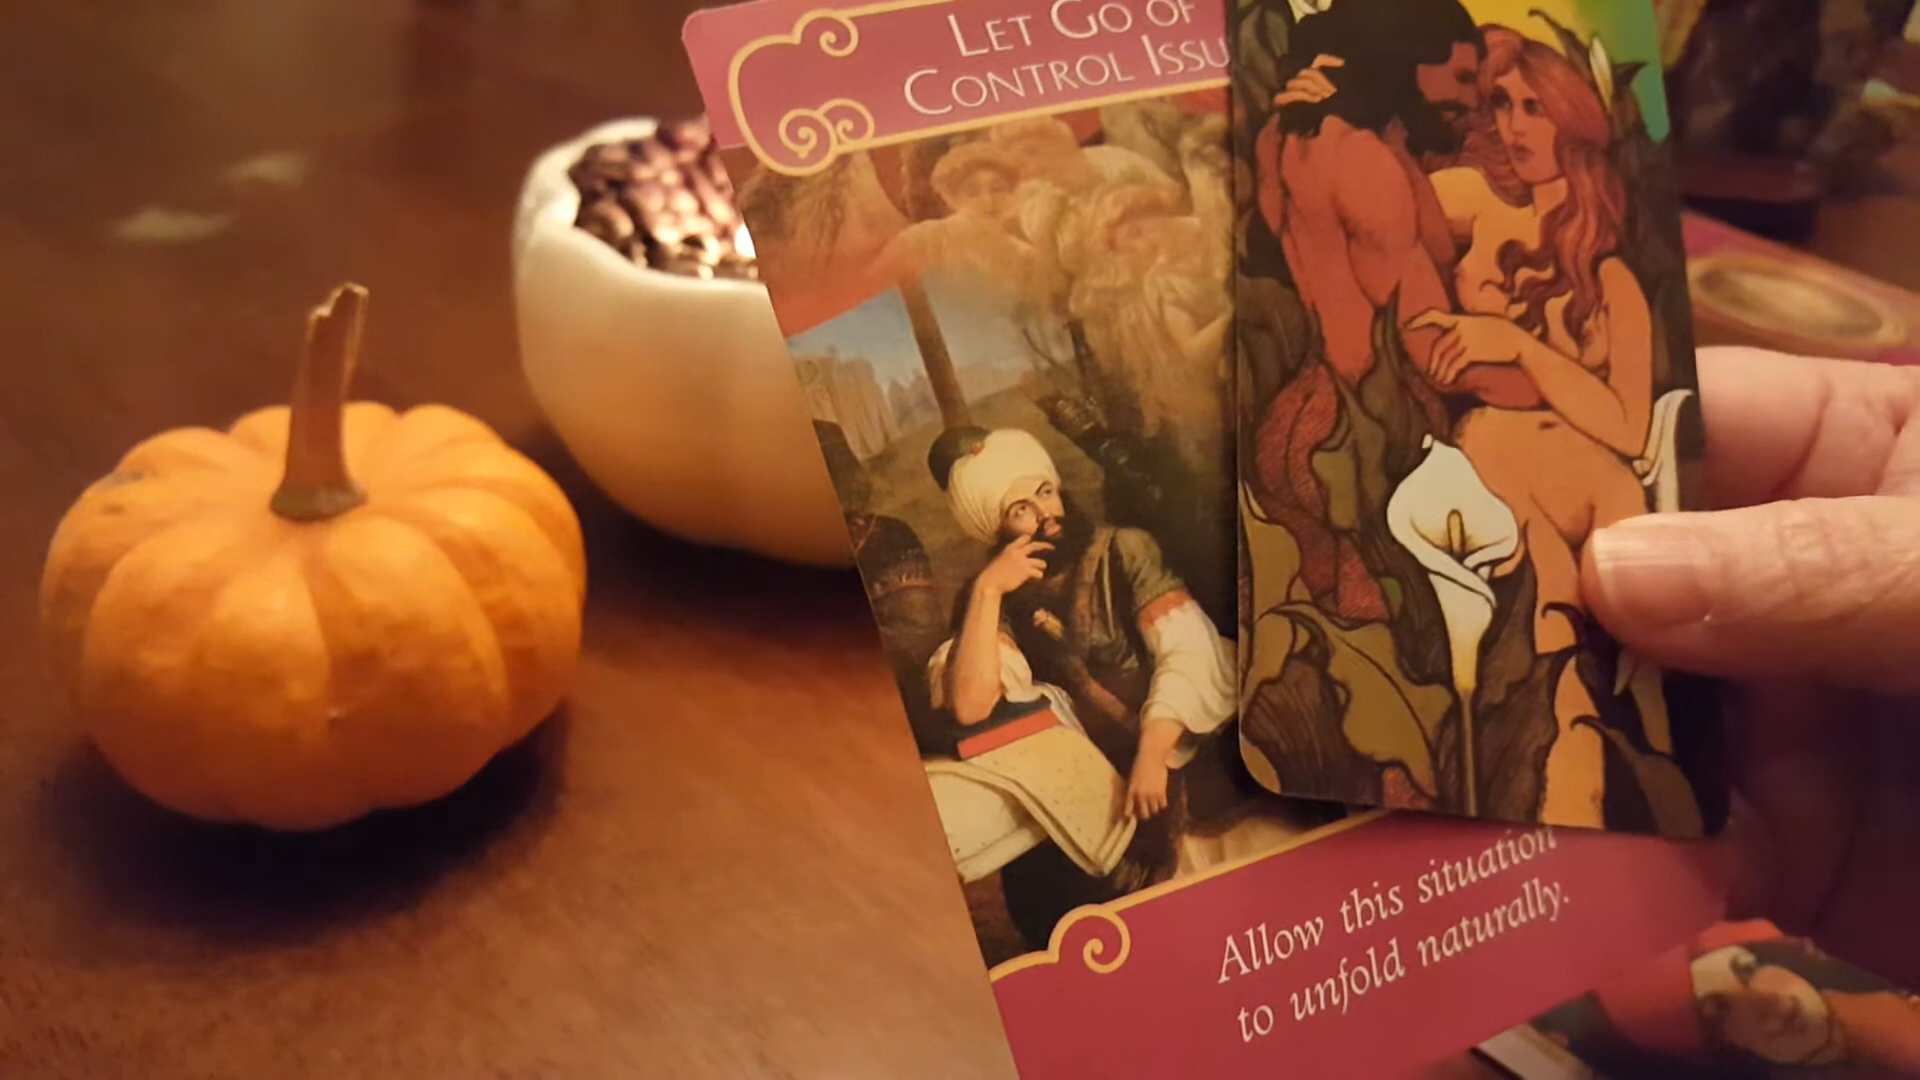 LET GO OF
CONTROL ISSU
Allow this situation
to unfold naturally.